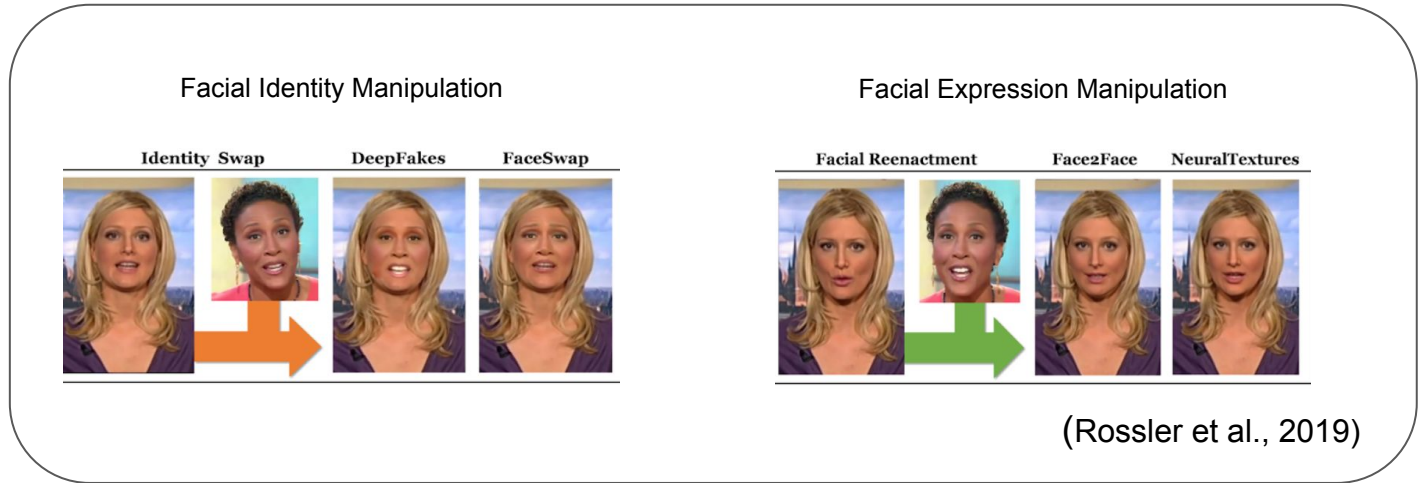 Facial Identity Manipulation
Identity Swap DeepFakes FaceSwap
Facial Expression Manipulation
Facial Reenactment Face2Face NeuralTextures
(Rossler et al., 2019)